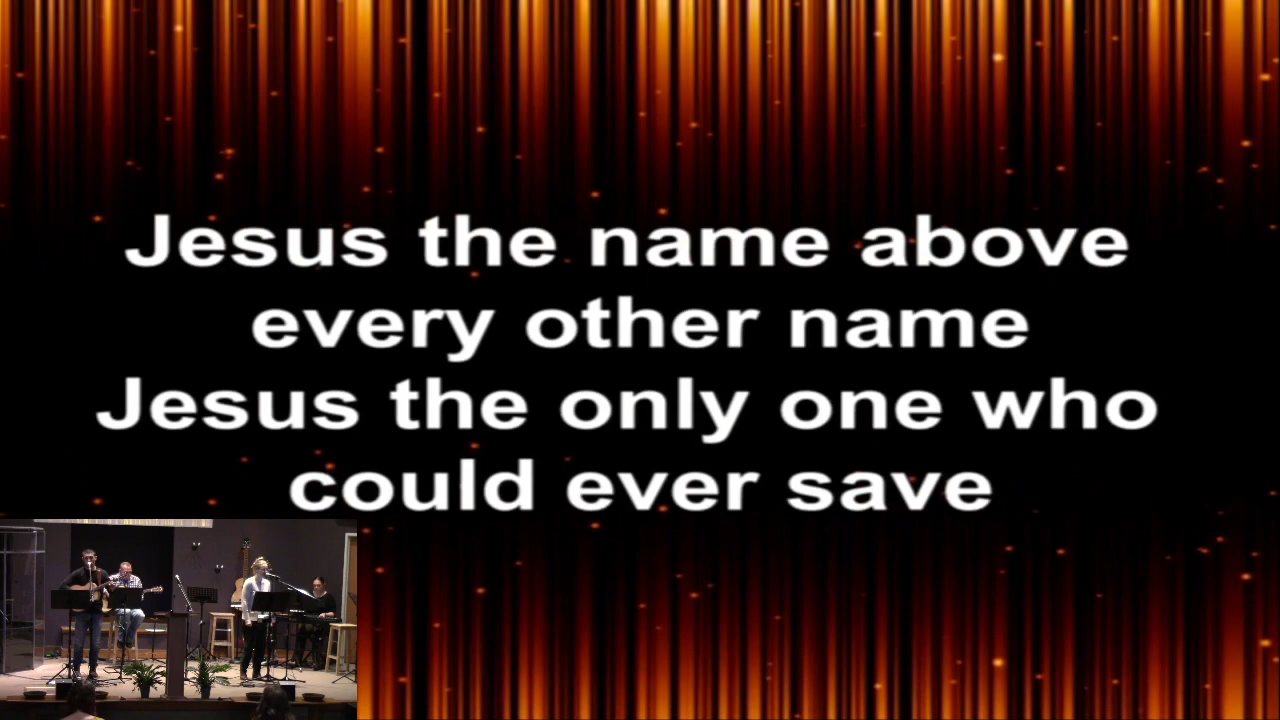 Jesus the name above
every other name
Jesus the only one who
could ever save